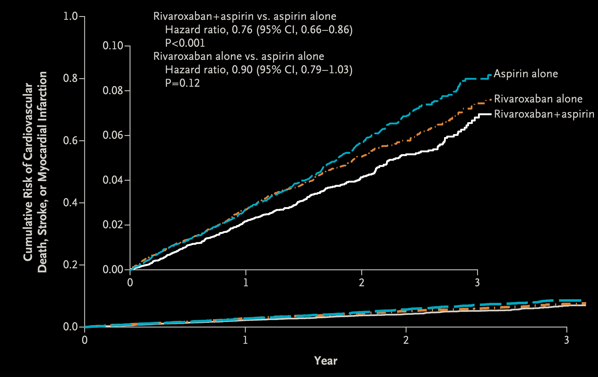 Rivaroxaban+aspirin vs. aspirin alone
Hazard ratio, 0.76 (95% CI, 0.66–0.86)
P<0.001
Rivaroxaban alone vs. aspirin alone
Hazard ratio, 0.90 (95% CI, 0.79–1.03)
P=0.12
Cumulative Risk of Cardiovascular
Death, Stroke, or Myocardial Infarction
1.0
0.8
0.6
0.4
0.2
0.0
0.10
0.08
0.06
0.04
0.02
0.00
Aspirin alone
Rivaroxaban alone
Rivaroxaban+aspirin
0 1 2 3
0 1 2 3
Year